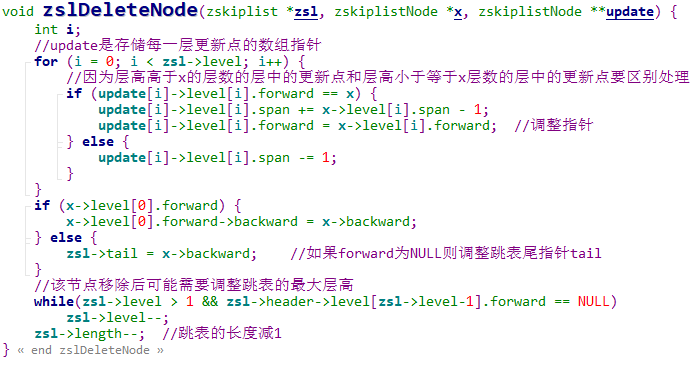 void zslDeleteNode(zskiplist *zsl, zskiplistNode *x, zskiplistNode **update) {
    int i;
    //update是存储每一层更新点的数组指针
    for (i = 0; i < zsl->level; i++) {
        //因为层高高于x的层数的层中的更新点和层高小于等于x层数的层中的更新点要区别处理
        if (update[i]->level[i].forward == x) {
            update[i]->level[i].span += x->level[i].span - 1;
            update[i]->level[i].forward = x->level[i].forward;  //调整指针
        } else {
            update[i]->level[i].span -= 1;
        }
    }
    if (x->level[0].forward) {
        x->level[0].forward->backward = x->backward;
    } else {
        zsl->tail = x->backward;    //如果forward为NULL则调整跳表尾指针tail
    }
    //该节点移除后可能需要调整跳表的最大层高
    while(zsl->level > 1 && zsl->header->level[zsl->level-1].forward == NULL)
        zsl->level--;
    zsl->length--;  //跳表的长度减1
} « end zslDeleteNode »